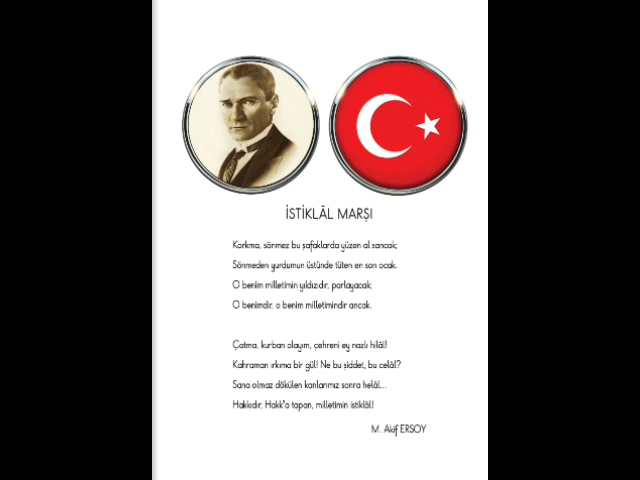 İSTİKLÂL MARŞI
Korkma, sönmez bu şafaklarda yüzen al sancak;
Sönmeden yurdumun üstünde tüten en son ocak.
O benim milletimin yıldızıdır, parlayacak;
O benimdir, o benim milletimindir ancak.
Çatma, kurban olayım, çehreni ey nazlı hilâl!
Kahraman ırkıma bir gül! Ne bu şiddet, bu celâl?
Sana olmaz dökülen kanlarımız sonra helâl...
Hakkıdır, Hakk'a tapan, milletimin istiklâl!
M. Akif ERSOY